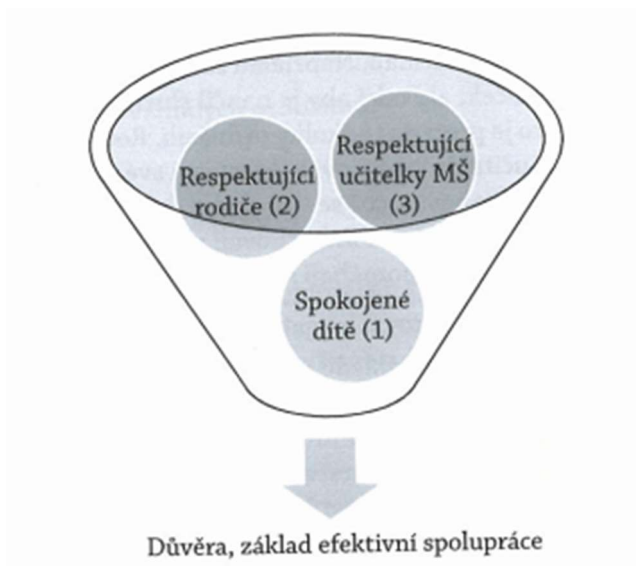 Respektující
rodiče (2)
Respektující
učitelky MŠ
(3)
Spokojené
dítě (1)
Důvěra, základ efektivní spolupráce